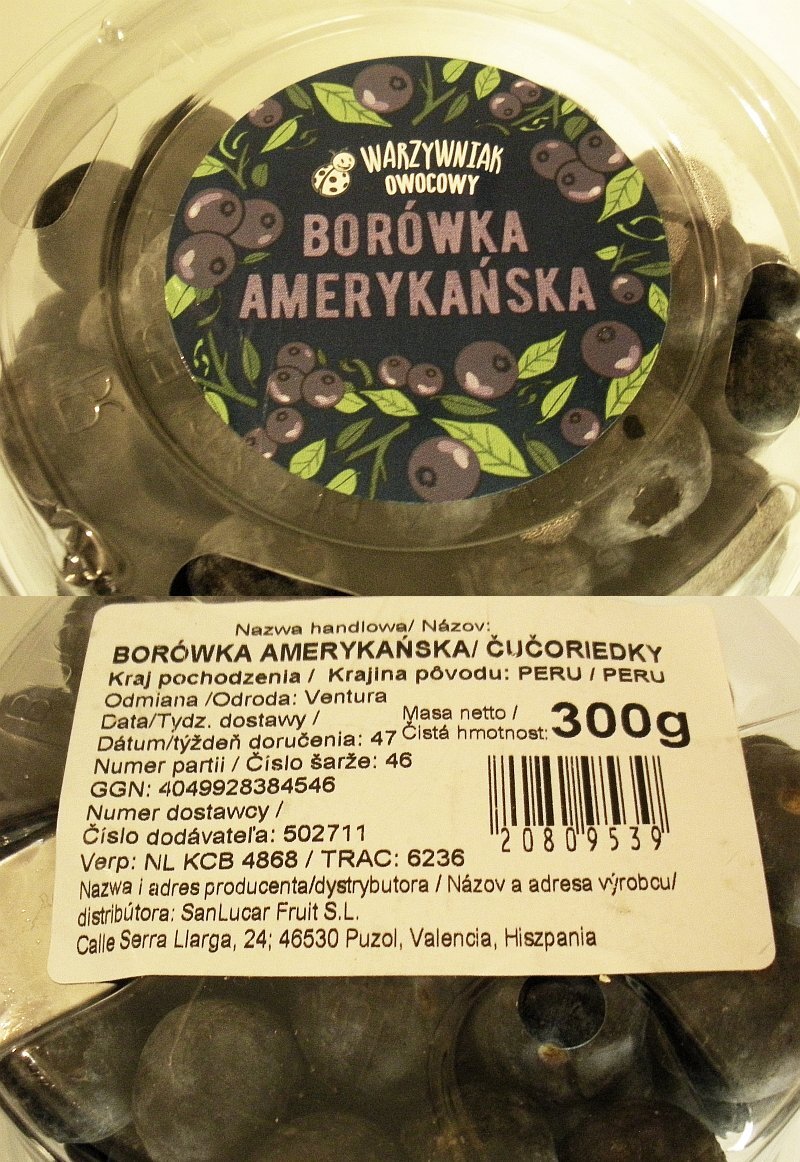 WARZYWNIAK
OWOCOWY
BORÓWKA
AMERYKAŃSKA
Nazwa handlowa/ Názov:
BORÓWKA AMERYKAŃSKA/ ČUČORIEDKY
Kraj pochodzenia / Krajina pôvodu: PERU / PERU
Odmiana /Odroda: Ventura
Data/Tydz. dostawy /
Dátum/týždeň doručenia: 47
Masa netto /
Čistá hmotnost: 300g
Numer partii / Číslo šarže: 46
GGN: 4049928384546
Numer dostawcy /
Číslo dodávateľa: 502711
20809539
Verp: NL KCB 4868 / TRAC: 6236
Nazwa i adres producenta/dystrybutora / Názov a adresa výrobcu/
distribútora: SanLucar Fruit S.L.
Calle Serra Llarga, 24; 46530 Puzol, Valencia, Hiszpania